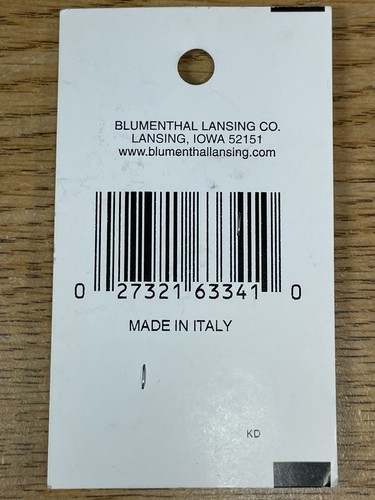 BLUMENTHAL LANSING CO.
LANSING, IOWA 52151
www.blumenthallansing.com
0 27321 63341 0
MADE IN ITALY
KD